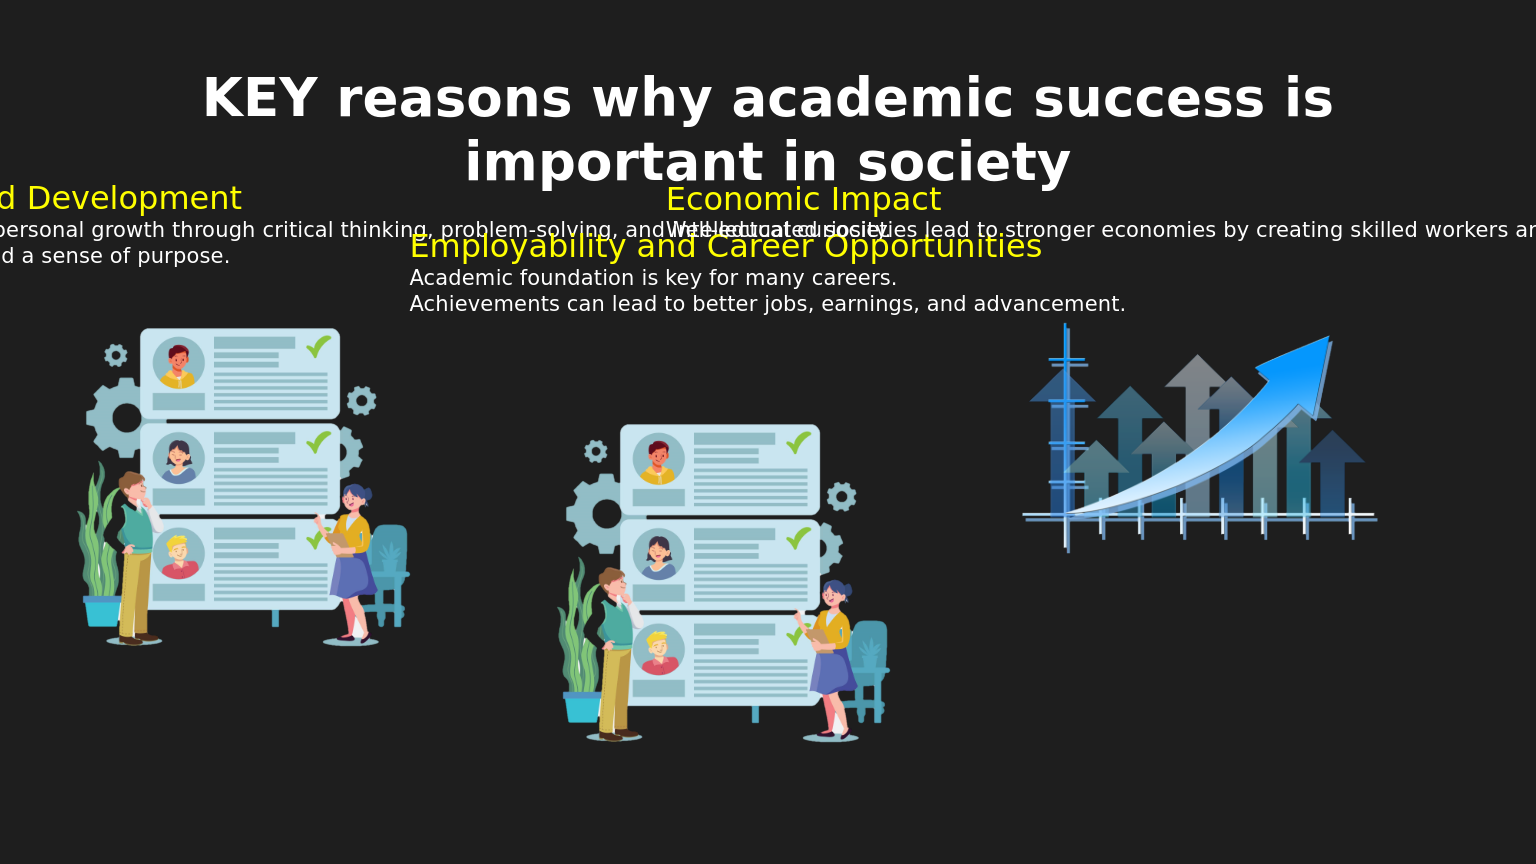 KEY reasons why academic success is
important in society
d Development
personal growth through critical thinking, problem-solving, and intellectual curiosity.
d a sense of purpose.
Economic Impact
Well-educated societies lead to stronger economies by creating skilled workers an
Employability and Career Opportunities
Academic foundation is key for many careers.
Achievements can lead to better jobs, earnings, and advancement.